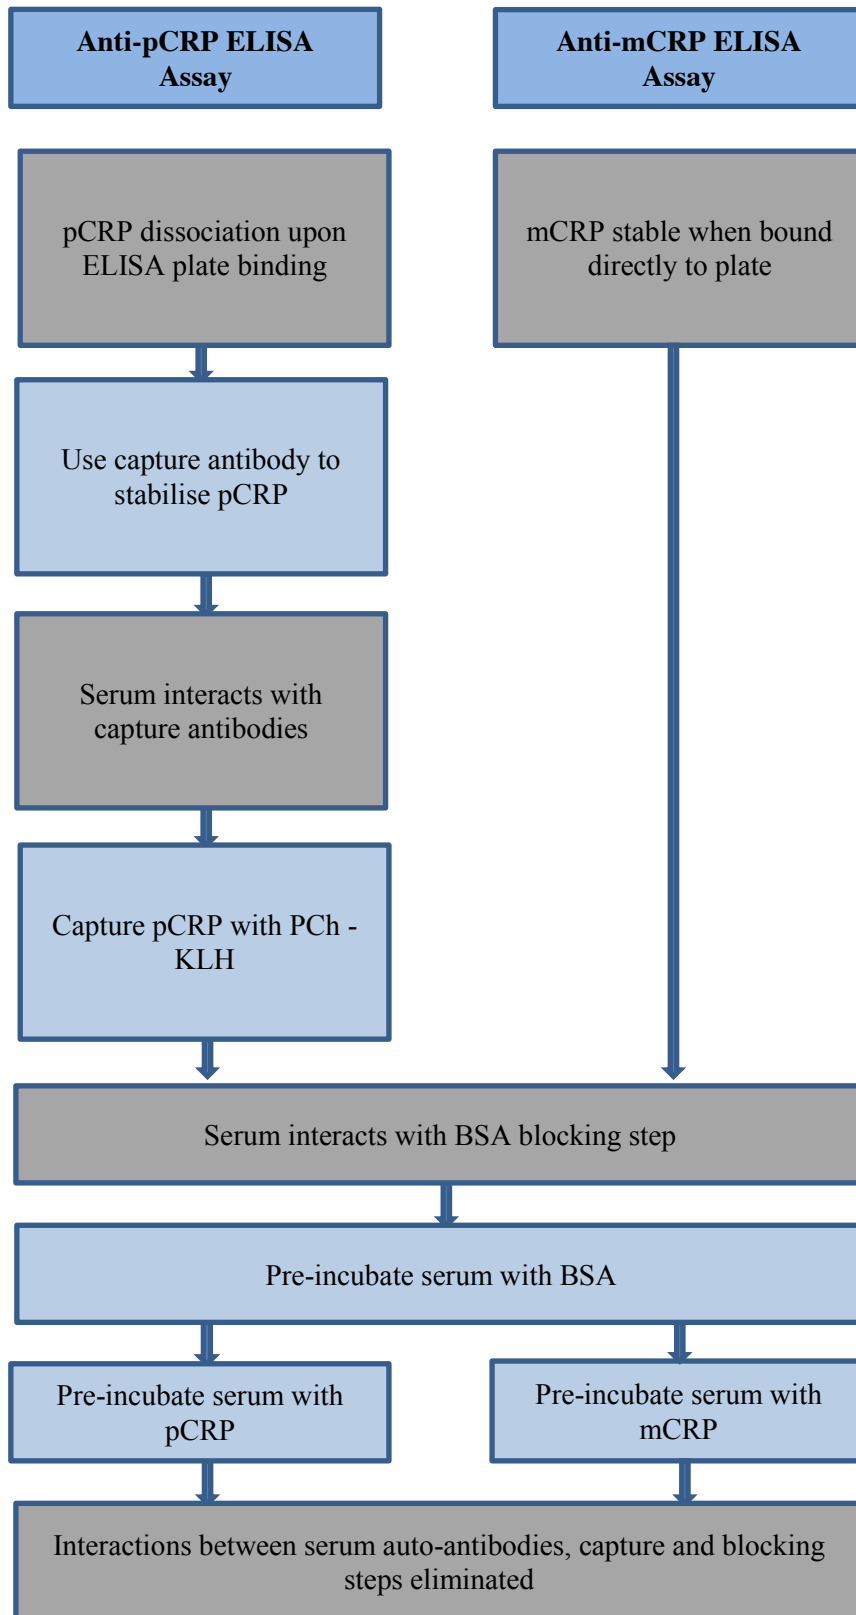 Anti-pCRP ELISA
Assay
Anti-mCRP ELISA
Assay
pCRP dissociation upon
ELISA plate binding
mCRP stable when bound
directly to plate
Use capture antibody to
stabilise pCRP
Serum interacts with
capture antibodies
Capture pCRP with PCh -
KLH
Serum interacts with BSA blocking step
Pre-incubate serum with BSA
Pre-incubate serum with
pCRP
Pre-incubate serum with
mCRP
Interactions between serum auto-antibodies, capture and blocking
steps eliminated